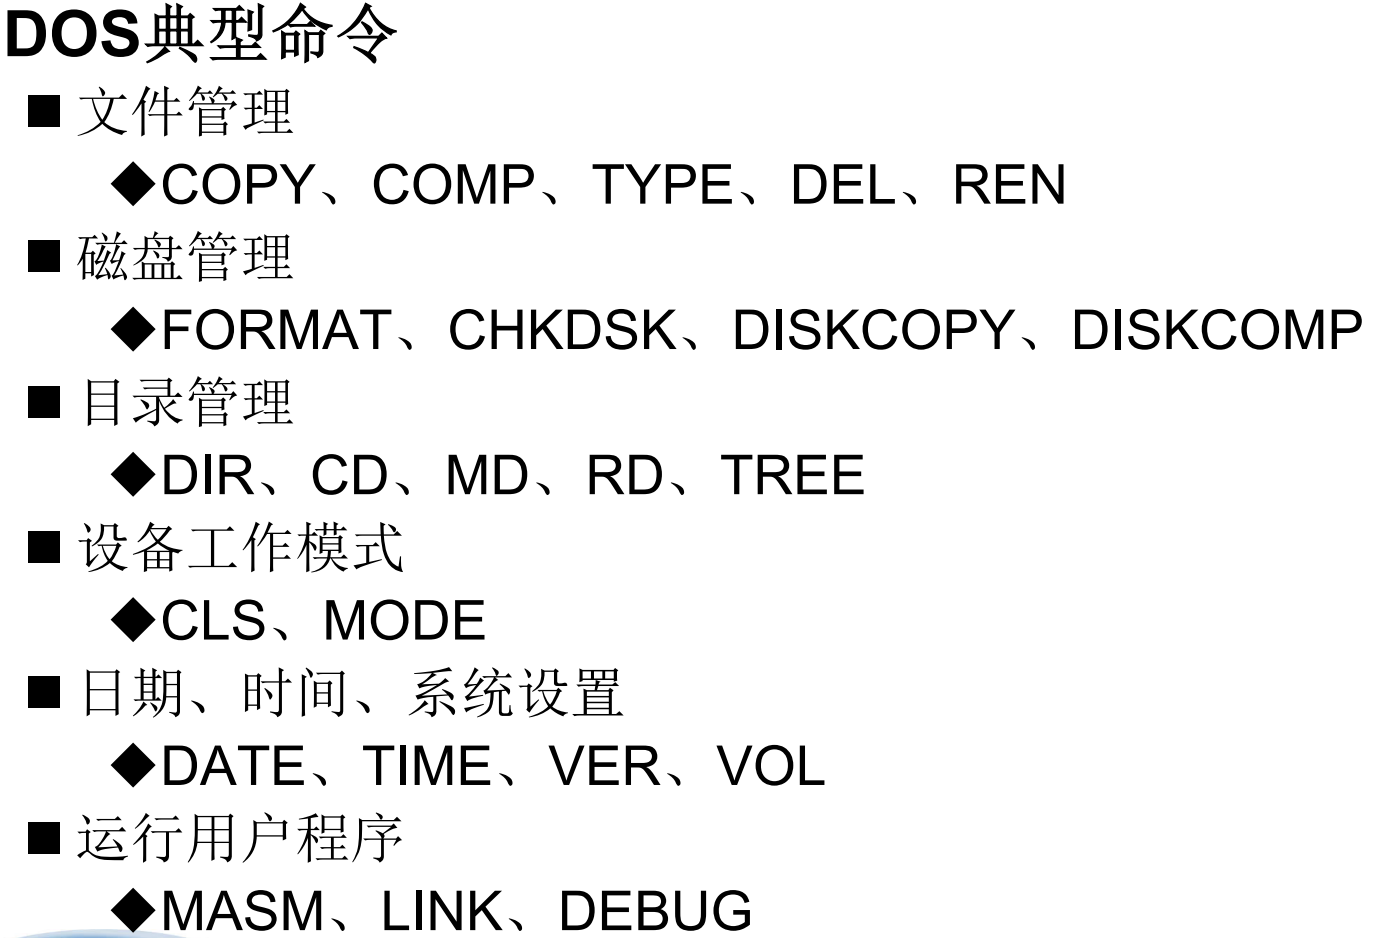 DOS典型命令
■ 文件管理
◆COPY、COMP、TYPE、DEL、REN
■ 磁盘管理
◆FORMAT、CHKDSK、DISKCOPY、DISKCOMP
■ 目录管理
◆DIR、CD、MD、RD、TREE
■ 设备工作模式
◆CLS、MODE
■ 日期、时间、系统设置
◆DATE、TIME、VER、VOL
■ 运行用户程序
◆MASM、LINK、DEBUG